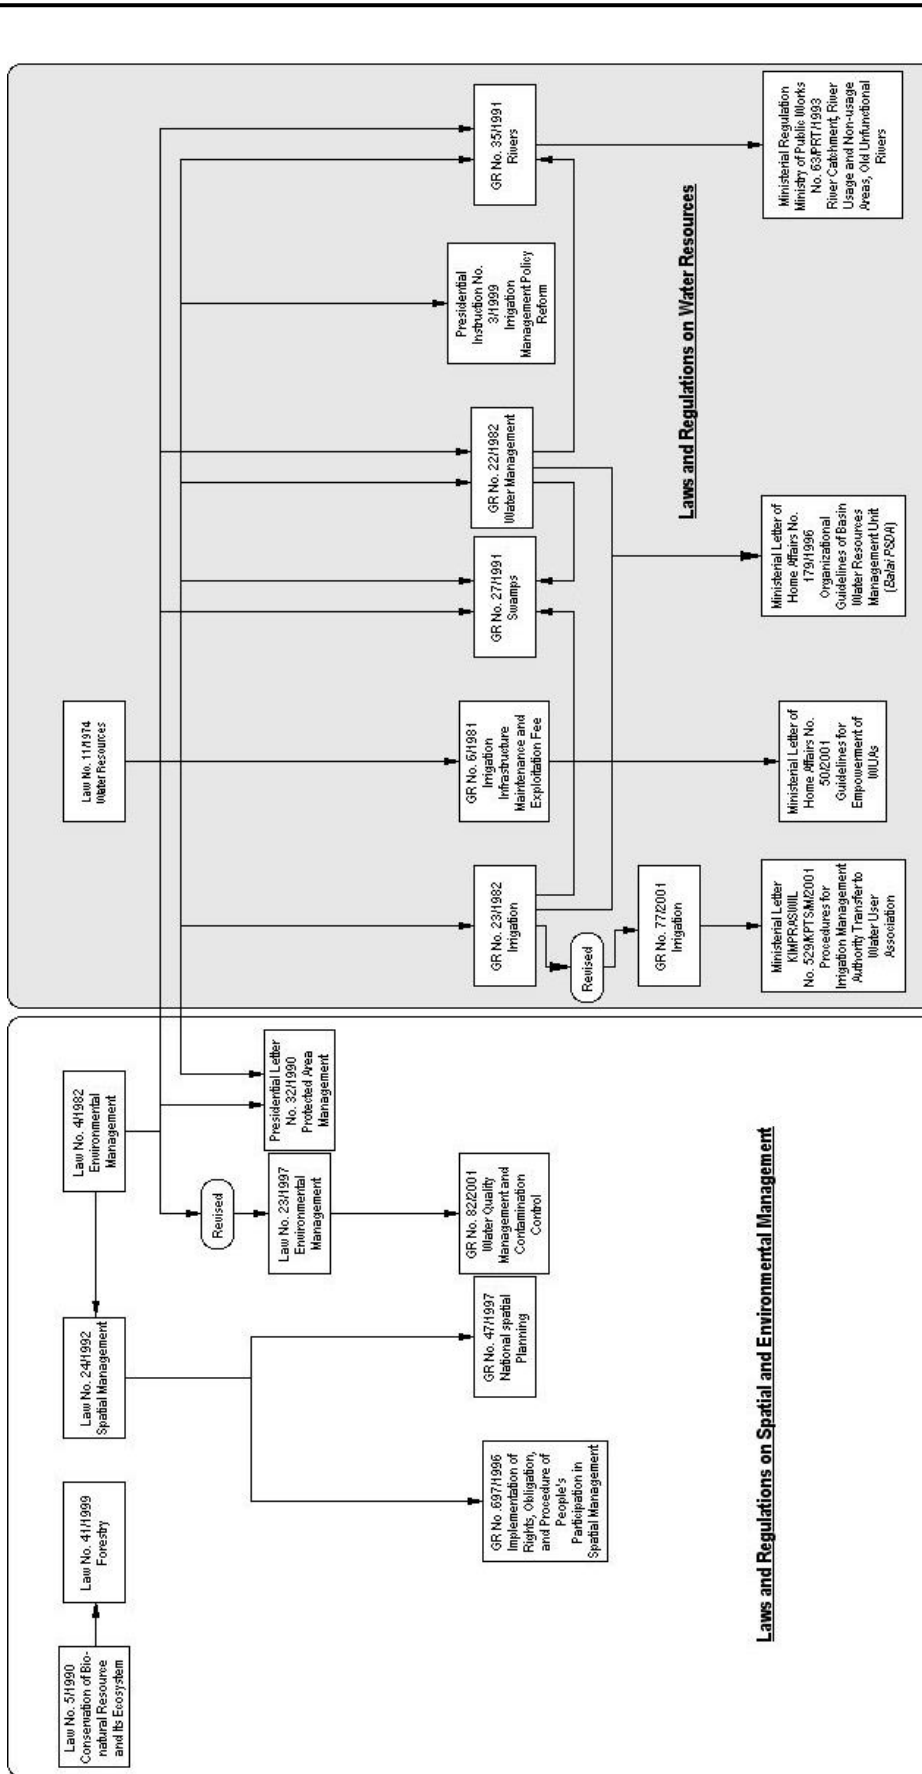 Law No. 5/1990
Conservation of Bio-
natural Resource
and Its Ecosystem
Law No. 41/1999
Forestry
Law No. 24/1992
Spatial Management
Law No. 4/1982
Environmental
Management
Law No. 11/1974
Water Resources
Revised
Law No. 23/1997
Environmental
Management
Presidential Letter
No. 32/1990
Protected Area
Management
GR No .697/1996
Implementation of
Rights, Obligation,
and Procedure of
People's
Participation in
Spatial Management
GR No. 47/1997
National spatial
Planning
GR No. 82/2001
Water Quality
Management and
Contamination
Control
GR No. 23/1982
Irrigation
GR No. 6/1981
Irrigation
Infrastructure
Maintenance and
Exploitation Fee
GR No. 27/1991
Swamps
GR No. 22/1982
Water Management
Presidential
Instruction No.
3/1999
Irrigation
Management Policy
Reform
GR No. 35/1991
Rivers
Revised
GR No. 77/2001
Irrigation
Laws and Regulations on Water Resources
Laws and Regulations on Spatial and Environmental Management
Ministerial Letter
KIMPRASWIL
No. 529/KPTS/M/2001
Procedures for
Irrigation Management
Authority Transfer to
Water User
Association
Ministerial Letter of
Home Affairs No.
50/2001
Guidelines for
Empowerment of
WUAs
Ministerial Letter of
Home Affairs No.
179/1996
Organizational
Guidelines of Basin
Water Resources
Management Unit
(Balai PSDA)
Ministerial Regulation
Ministry of Public Works
No. 63/PRT/1993
River Catchment, River
Usage and Non-usage
Areas, Old Unfunctional
Rivers